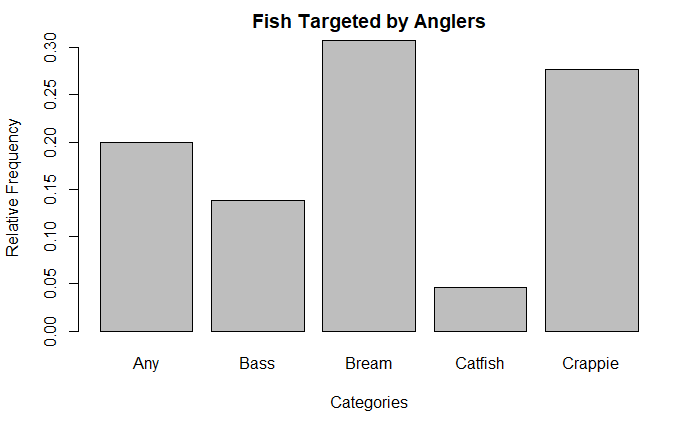 Fish Targeted by Anglers
Relative Frequency
0.30
0.25
0.20
0.15
0.10
0.05
0.00
Any Bass Bream Catfish Crappie
Categories